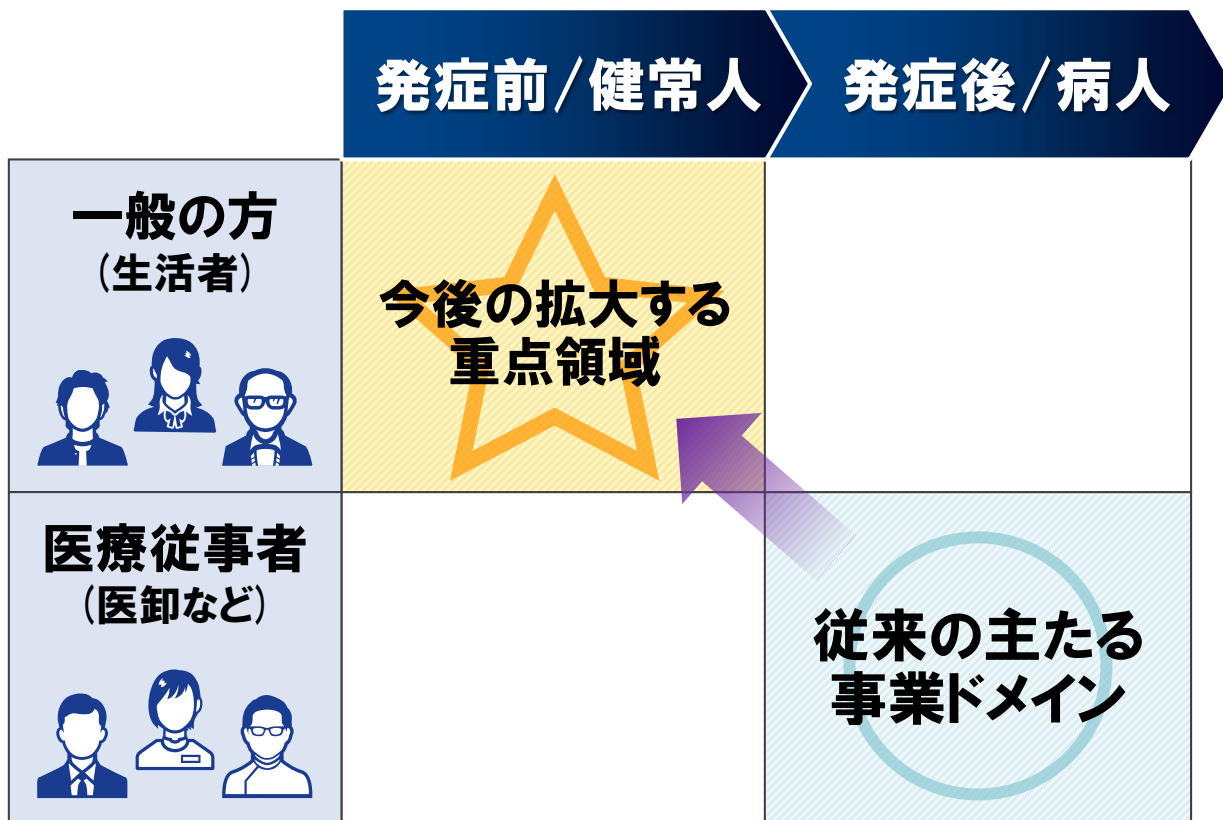 発症前/健常人
発症後/病人
一般の方
(生活者)
今後の拡大する
重点領域
医療従事者
(医卸など)
従来の主たる
事業ドメイン